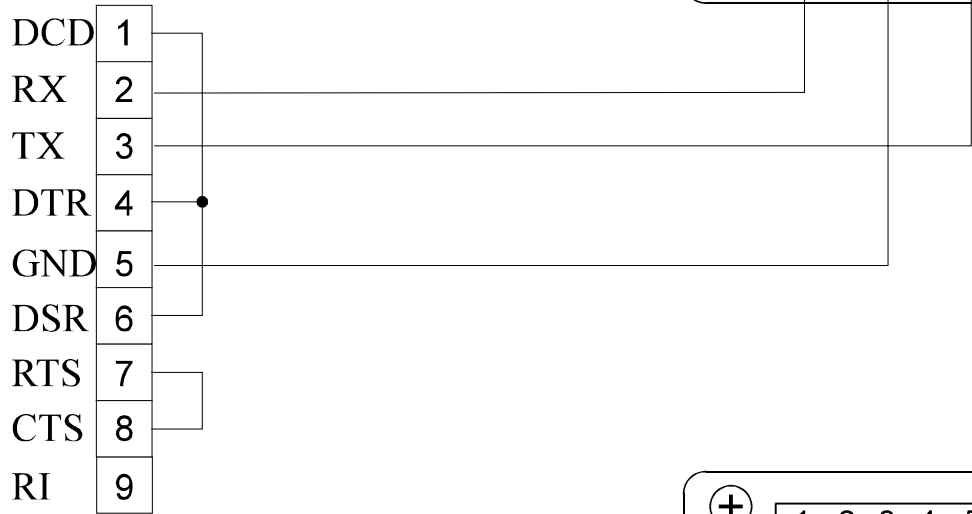 DCD 1
RX 2
TX 3
DTR 4
GND 5
DSR 6
RTS 7
CTS 8
RI 9